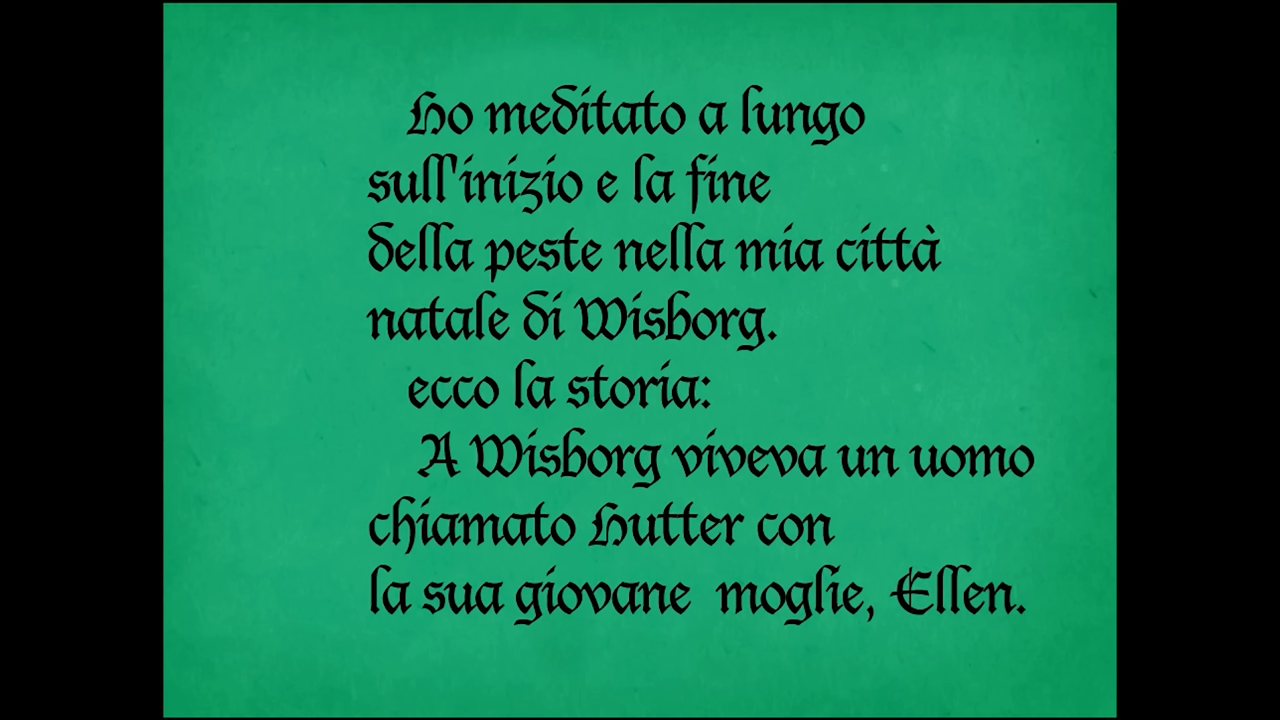 Ho meditato a lungo
sull'inizio e la fine
della peste nella mia città
natale di Wisborg.
ecco la storia:
A Wisborg viveva un uomo
chiamato Hutter con
la sua giovane moglie, Ellen.